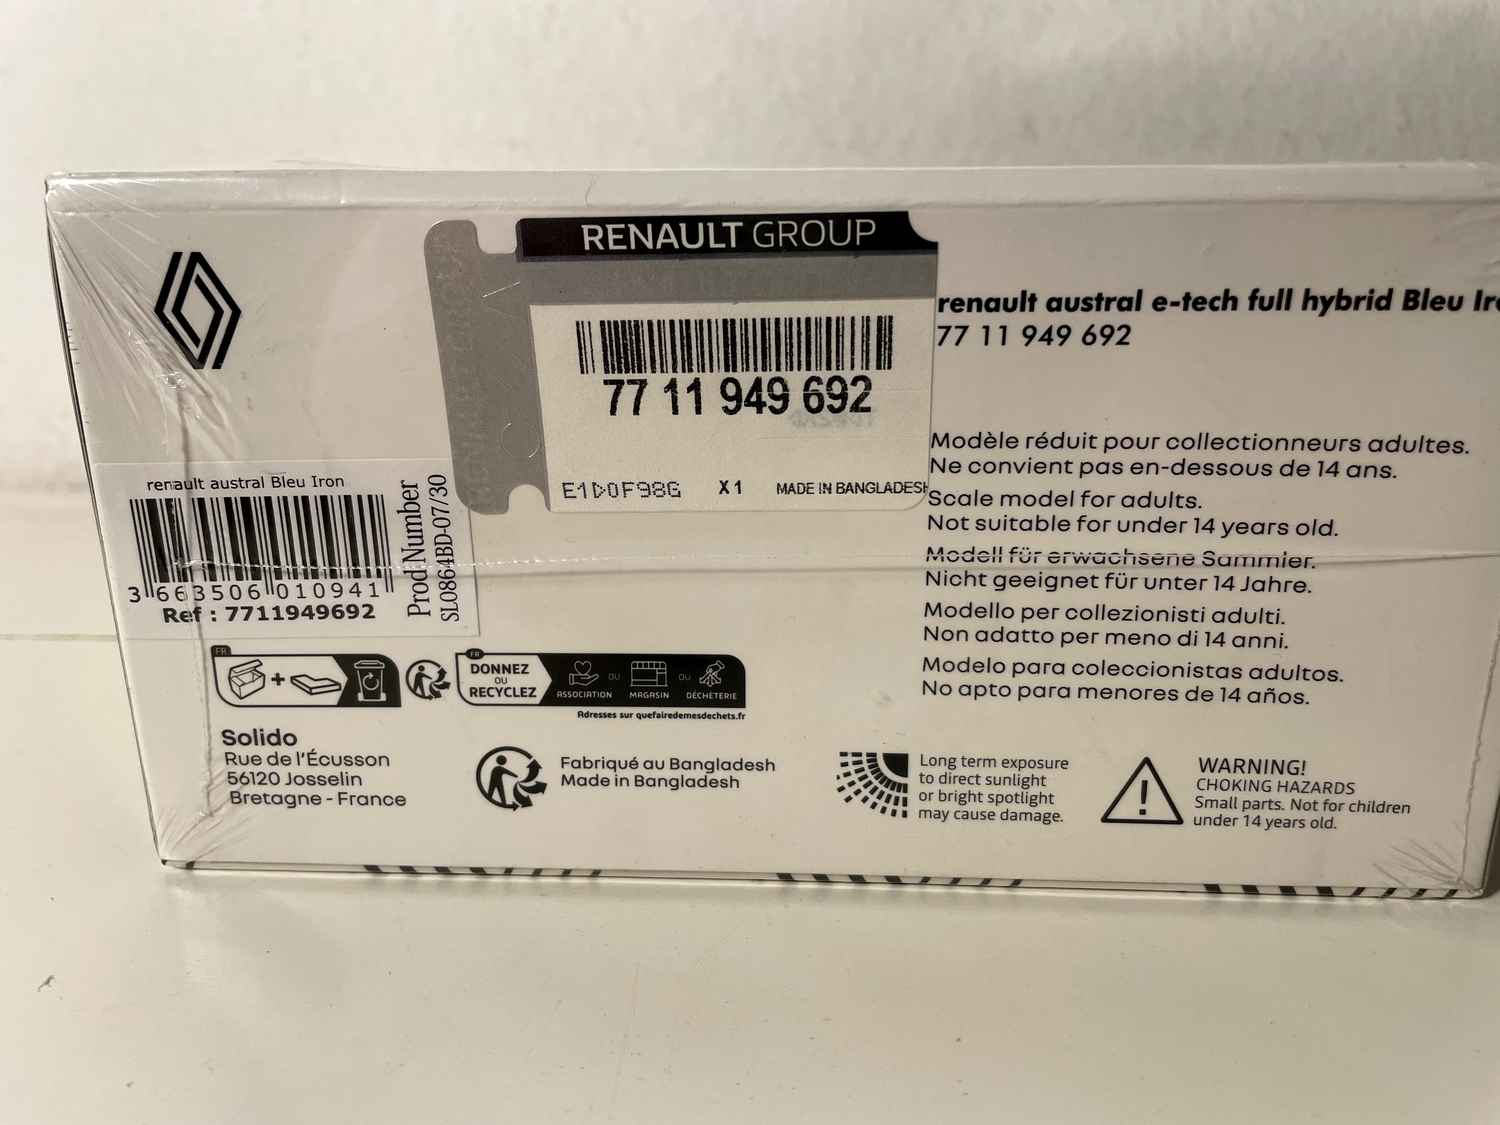 RENAULT GROUP
77 11 949 692
E1D0F98G X 1 MADE IN BANGLADESH
renault austral e-tech full hybrid Bleu
77 11 949 692
renault austral Bleu Iron
3 663506 010941
Ref : 7711949692
ProdNumber
SL0864BD-07/30
Modèle réduit pour collectionneurs adultes.
Ne convient pas en-dessous de 14 ans.
Scale model for adults.
Not suitable for under 14 years old.
Modell für erwachsene Sammler.
Nicht geeignet für unter 14 Jahre.
Modello per collezionisti adulti.
Non adatto per meno di 14 anni.
Modelo para coleccionistas adultos.
No apto para menores de 14 años.
FR
FR
DONNEZ
OU
RECYCLEZ
ASSOCIATION
OU
MAGASIN
OU
DÉCHÈTERIE
Adresses sur quefairedemesdechets.fr
Solido
Rue de l'Écusson
56120 Josselin
Bretagne - France
Fabriqué au Bangladesh
Made in Bangladesh
Long term exposure
to direct sunlight
or bright spotlight
may cause damage.
WARNING!
CHOKING HAZARDS
Small parts. Not for children
under 14 years old.